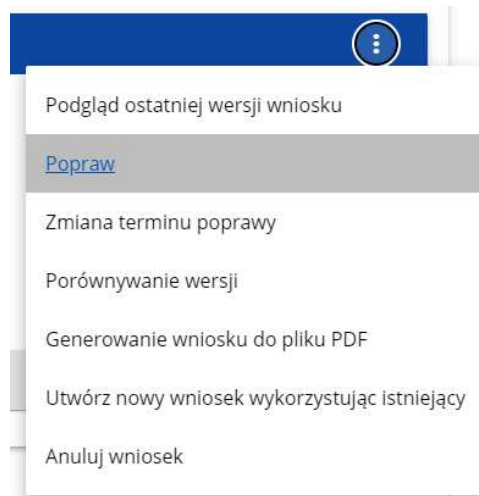 Podgląd ostatniej wersji wniosku
Popraw
Zmiana terminu poprawy
Porównywanie wersji
Generowanie wniosku do pliku PDF
Utwórz nowy wniosek wykorzystując istniejący
Anuluj wniosek